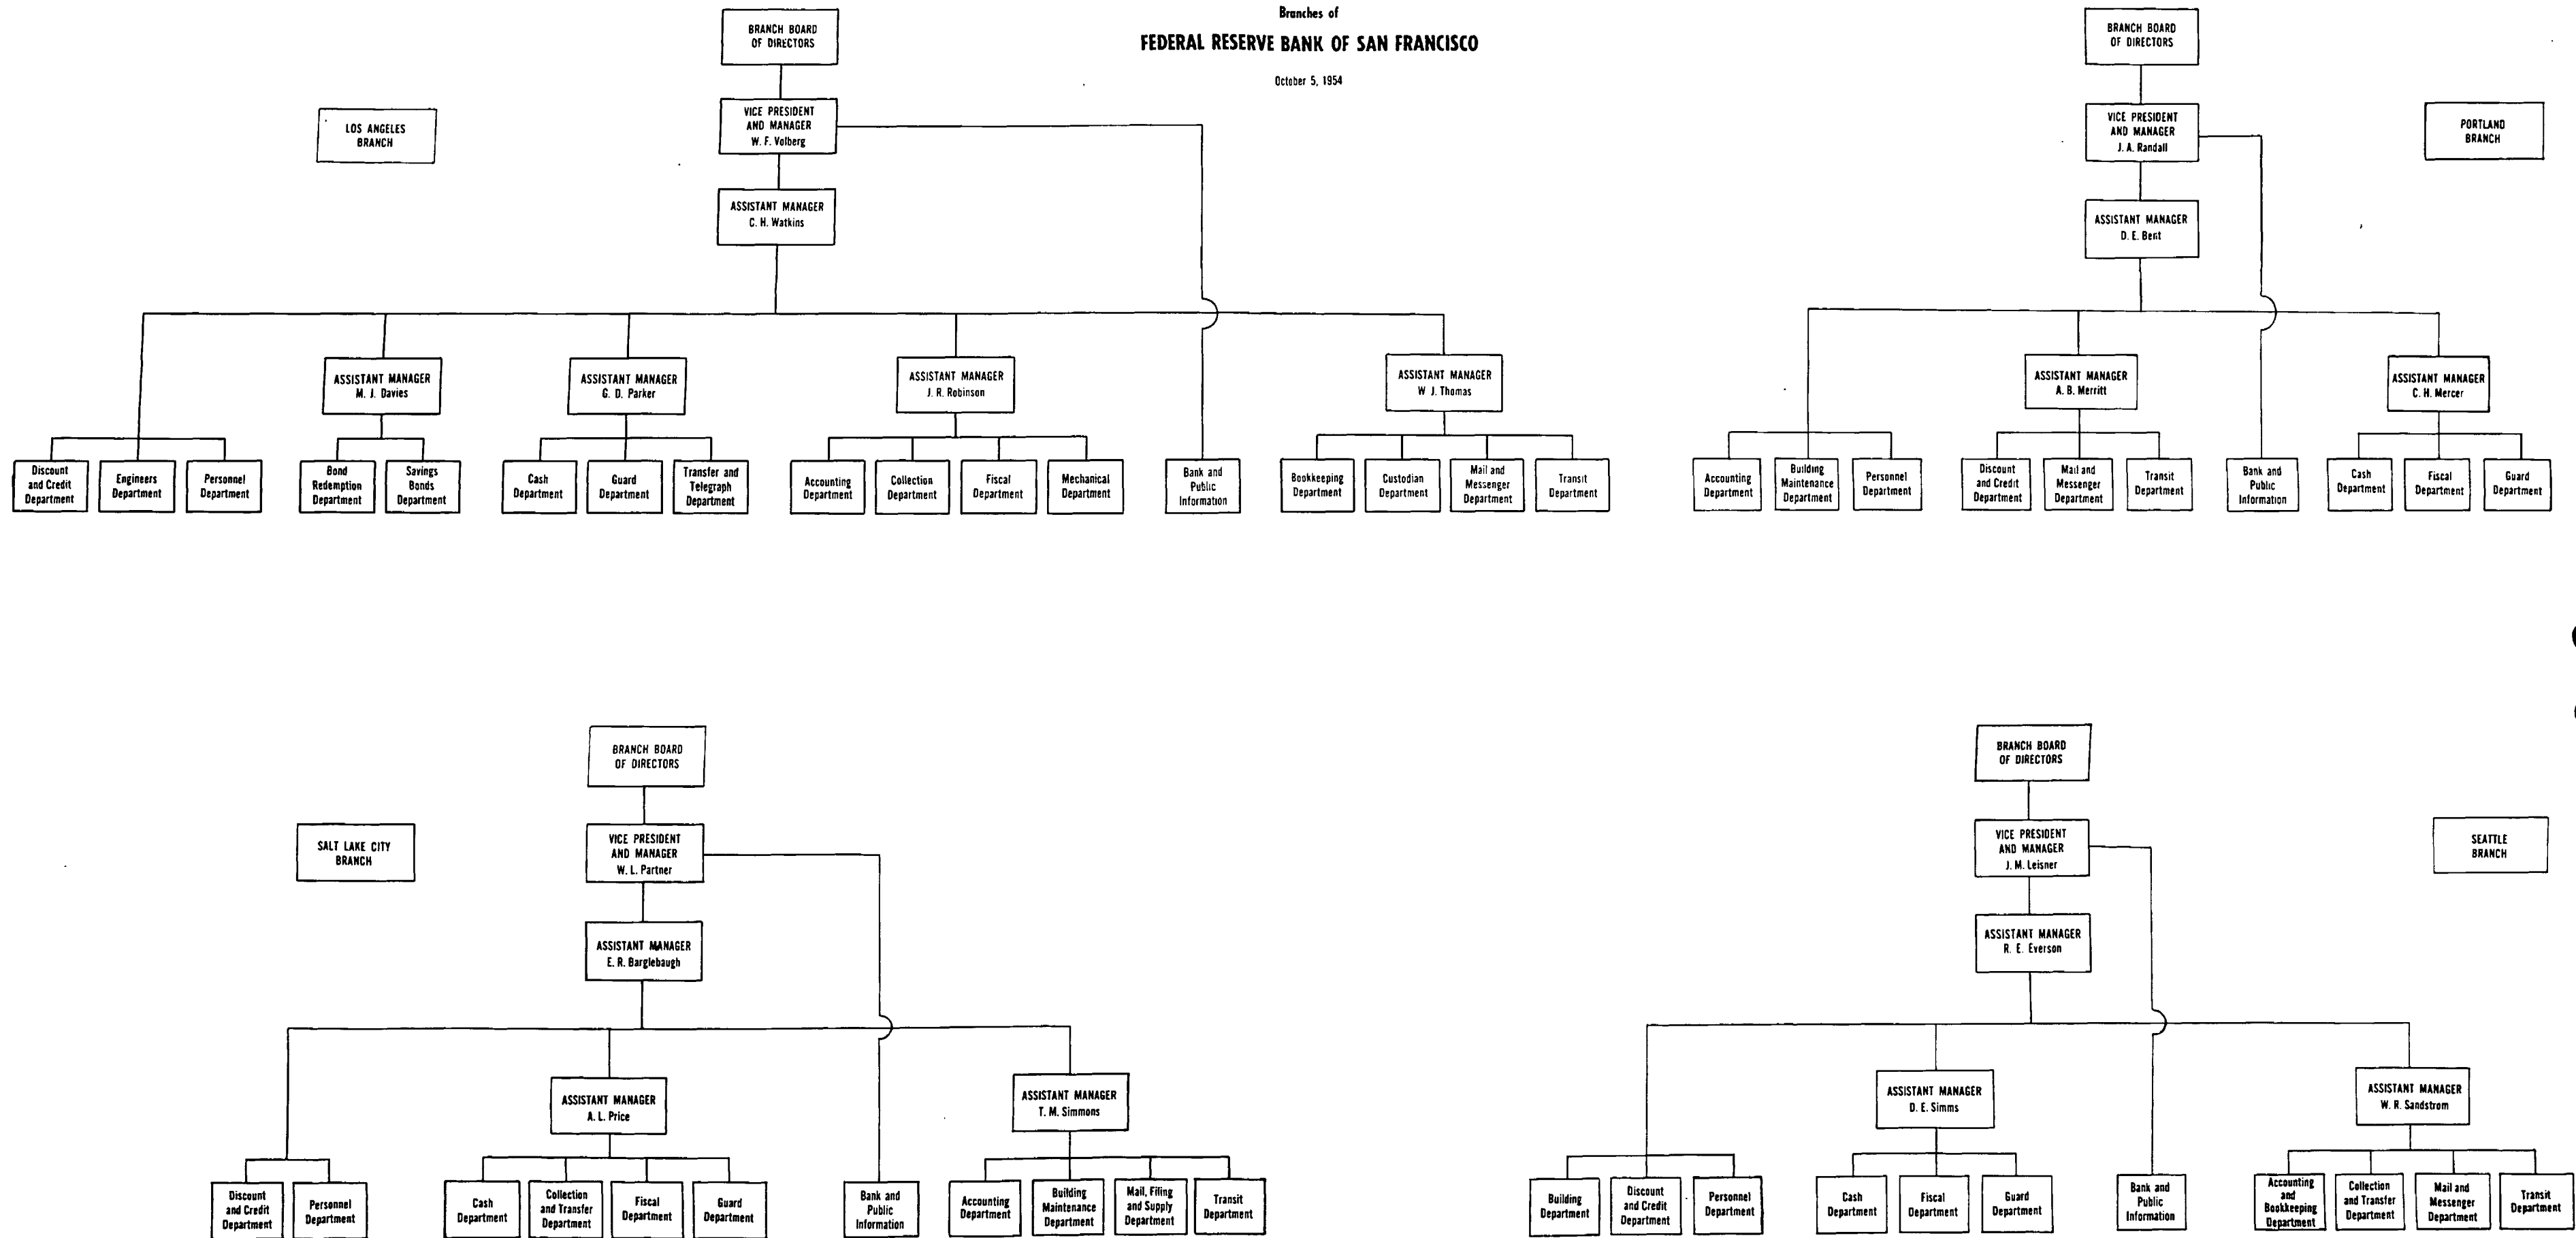 Branches of
FEDERAL RESERVE BANK OF SAN FRANCISCO
October 5, 1954
LOS ANGELES
BRANCH
BRANCH BOARD
OF DIRECTORS
VICE PRESIDENT
AND MANAGER
W. F. Volberg
ASSISTANT MANAGER
C. H. Watkins
ASSISTANT MANAGER
M. J. Davies
ASSISTANT MANAGER
G. D. Parker
ASSISTANT MANAGER
J. R. Robinson
ASSISTANT MANAGER
W J. Thomas
Discount
and Credit
Department
Engineers
Department
Personnel
Department
Bond
Redemption
Department
Savings
Bonds
Department
Cash
Department
Guard
Department
Transfer and
Telegraph
Department
Accounting
Department
Collection
Department
Fiscal
Department
Mechanical
Department
Bank and
Public
Information
Bookkeeping
Department
Custodian
Department
Mail and
Messenger
Department
Transit
Department
PORTLAND
BRANCH
BRANCH BOARD
OF DIRECTORS
VICE PRESIDENT
AND MANAGER
J. A. Randall
ASSISTANT MANAGER
D. E. Bent
ASSISTANT MANAGER
A. B. Merritt
ASSISTANT MANAGER
C. H. Mercer
Accounting
Department
Building
Maintenance
Department
Personnel
Department
Discount
and Credit
Department
Mail and
Messenger
Department
Transit
Department
Bank and
Public
Information
Cash
Department
Fiscal
Department
Guard
Department
SALT LAKE CITY
BRANCH
BRANCH BOARD
OF DIRECTORS
VICE PRESIDENT
AND MANAGER
W. L. Partner
ASSISTANT MANAGER
E. R. Barglebaugh
ASSISTANT MANAGER
A. L. Price
ASSISTANT MANAGER
T. M. Simmons
Discount
and Credit
Department
Personnel
Department
Cash
Department
Collection
and Transfer
Department
Fiscal
Department
Guard
Department
Bank and
Public
Information
Accounting
Department
Building
Maintenance
Department
Mail, Filing
and Supply
Department
Transit
Department
SEATTLE
BRANCH
BRANCH BOARD
OF DIRECTORS
VICE PRESIDENT
AND MANAGER
J. M. Leisner
ASSISTANT MANAGER
R. E. Everson
ASSISTANT MANAGER
D. E. Simms
ASSISTANT MANAGER
W. R. Sandstrom
Building
Department
Discount
and Credit
Department
Personnel
Department
Cash
Department
Fiscal
Department
Guard
Department
Bank and
Public
Information
Accounting
and
Bookkeeping
Department
Collection
and Transfer
Department
Mail and
Messenger
Department
Transit
Department